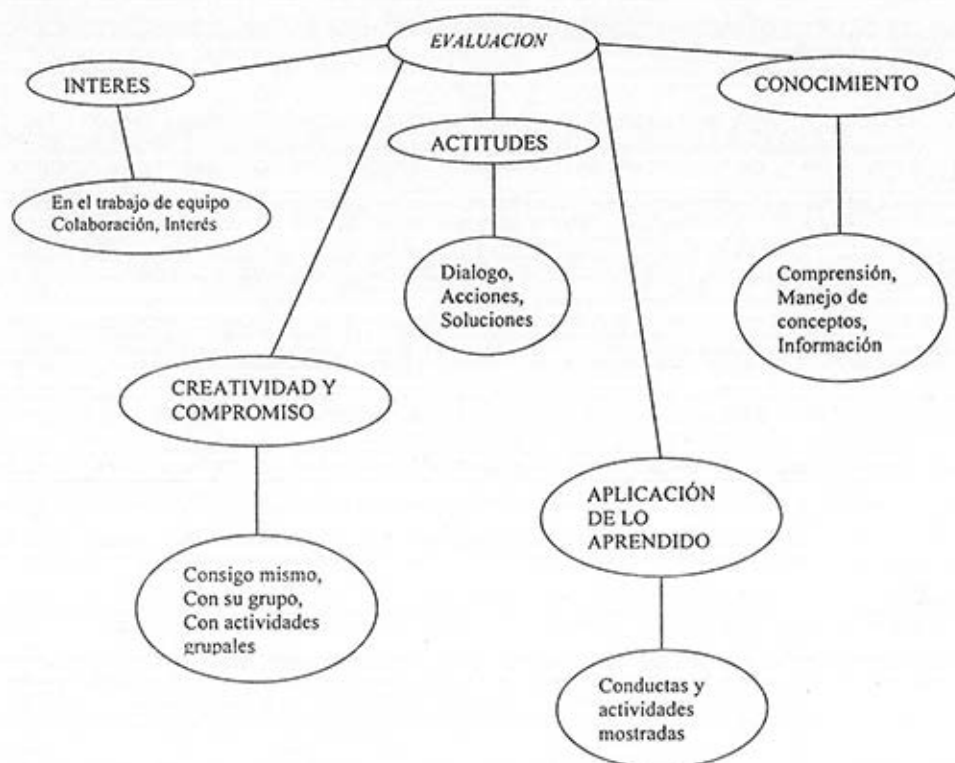 EVALUACION
INTERES
CONOCIMIENTO
ACTITUDES
En el trabajo de equipo
Colaboración, Interés
Dialogo,
Acciones,
Soluciones
Comprensión,
Manejo de
conceptos,
Información
CREATIVIDAD Y
COMPROMISO
APLICACIÓN
DE LO
APRENDIDO
Consigo mismo,
Con su grupo,
Con actividades
grupales
Conductas y
actividades
mostradas